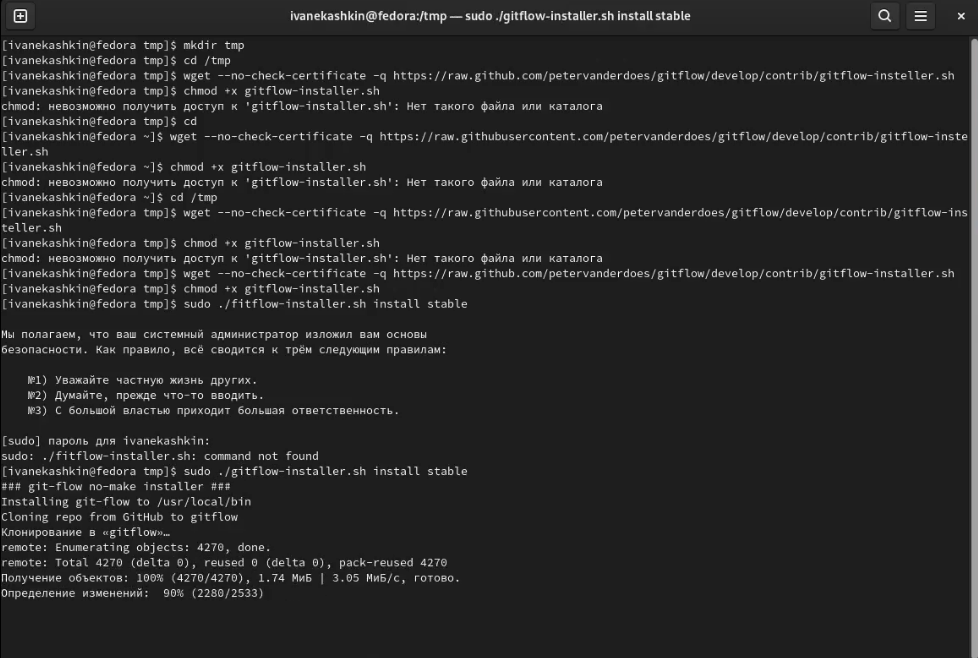 ivanekashkin@fedora:/tmp — sudo ./gitflow-installer.sh install stable
[ivanekashkin@fedora tmp]$ mkdir tmp
[ivanekashkin@fedora tmp]$ cd /tmp
[ivanekashkin@fedora tmp]$ wget --no-check-certificate -q https://raw.github.com/petervanderdoes/gitflow/develop/contrib/gitflow-insteller.sh
[ivanekashkin@fedora tmp]$ chmod +x gitflow-installer.sh
chmod: невозможно получить доступ к 'gitflow-installer.sh': Нет такого файла или каталога
[ivanekashkin@fedora tmp]$ cd
[ivanekashkin@fedora ~]$ wget --no-check-certificate -q https://raw.githubusercontent.com/petervanderdoes/gitflow/develop/contrib/gitflow-inste
ller.sh
[ivanekashkin@fedora ~]$ chmod +x gitflow-installer.sh
chmod: невозможно получить доступ к 'gitflow-installer.sh': Нет такого файла или каталога
[ivanekashkin@fedora ~]$ cd /tmp
[ivanekashkin@fedora tmp]$ wget --no-check-certificate -q https://raw.githubusercontent.com/petervanderdoes/gitflow/develop/contrib/gitflow-ins
teller.sh
[ivanekashkin@fedora tmp]$ chmod +x gitflow-installer.sh
chmod: невозможно получить доступ к 'gitflow-installer.sh': Нет такого файла или каталога
[ivanekashkin@fedora tmp]$ wget --no-check-certificate -q https://raw.github.com/petervanderdoes/gitflow/develop/contrib/gitflow-installer.sh
[ivanekashkin@fedora tmp]$ chmod +x gitflow-installer.sh
[ivanekashkin@fedora tmp]$ sudo ./fitflow-installer.sh install stable
Мы полагаем, что ваш системный администратор изложил вам основы
безопасности. Как правило, всё сводится к трём следующим правилам:
№1) Уважайте частную жизнь других.
№2) Думайте, прежде что-то вводить.
№3) С большой властью приходит большая ответственность.
[sudo] пароль для ivanekashkin:
sudo: ./fitflow-installer.sh: command not found
[ivanekashkin@fedora tmp]$ sudo ./gitflow-installer.sh install stable
### git-flow no-make installer ###
Installing git-flow to /usr/local/bin
Cloning repo from GitHub to gitflow
Клонирование в «gitflow»…
remote: Enumerating objects: 4270, done.
remote: Total 4270 (delta 0), reused 0 (delta 0), pack-reused 4270
Получение объектов: 100% (4270/4270), 1.74 МиБ | 3.05 МиБ/с, готово.
Определение изменений:  90% (2280/2533)